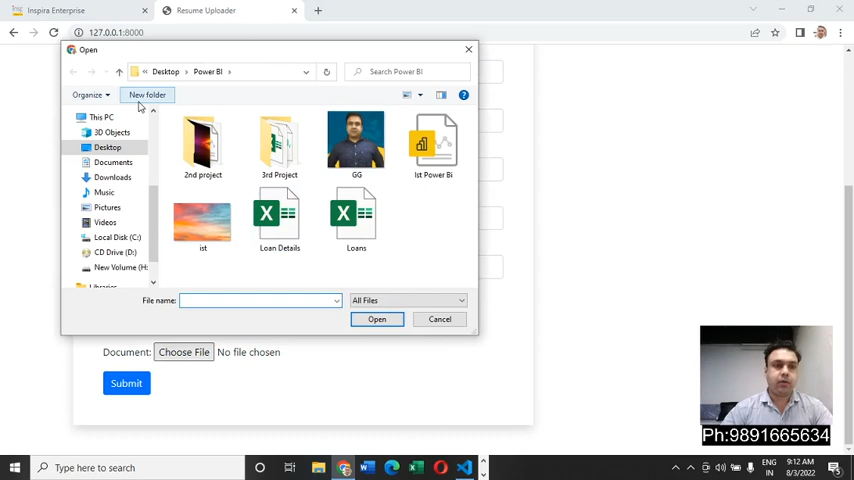 Inspira Enterprise
Resume Uploader
127.0.0.1:8000
Open
Desktop
Power BI
Search Power BI
Organize
New folder
This PC
3D Objects
Desktop
Documents
Downloads
Music
Pictures
Videos
Local Disk (C:)
CD Drive (D:)
New Volume (H:
Libraries
2nd project
3rd Project
GG
Ist Power Bi
ist
Loan Details
Loans
File name:
All Files
Open
Cancel
Document: Choose File No file chosen
Submit
Ph:9891665634
Type here to search
ENG
IN
9:12 AM
8/3/2022
5